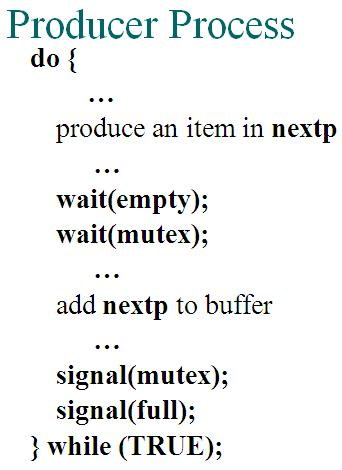 Producer Process
do {
...
produce an item in nextp
...
wait(empty);
wait(mutex);
...
add nextp to buffer
...
signal(mutex);
signal(full);
} while (TRUE);